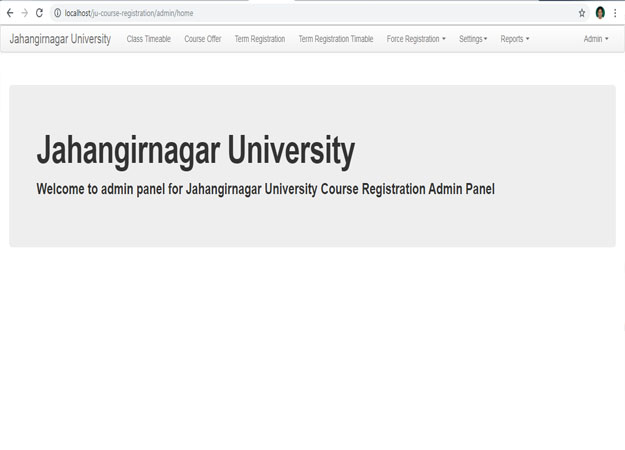 localhost/ju-course-registration/admin/home
Jahangirnagar University Class Timeable Course Offer Term Registration Term Registration Timable Force Registration Settings Reports Admin
Jahangirnagar University
Welcome to admin panel for Jahangirnagar University Course Registration Admin Panel